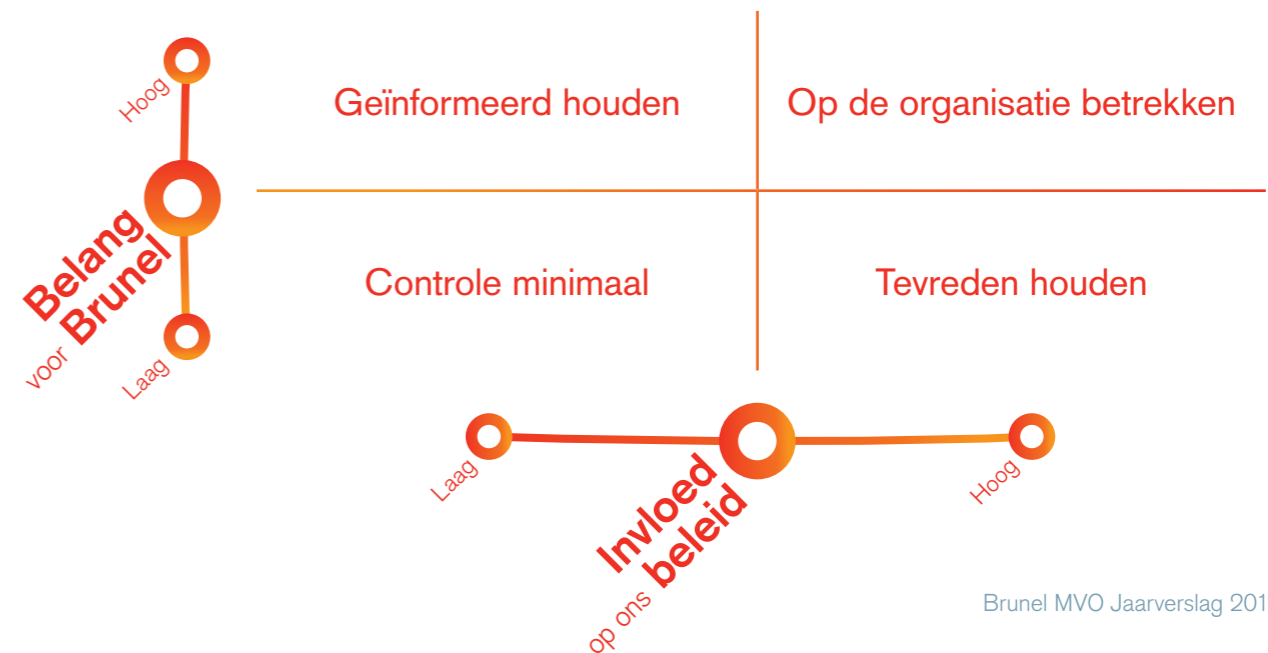 Hoog
Geïnformeerd houden
Op de organisatie betrekken
Belang
voor Brunel
Laag
Controle minimaal
Tevreden houden
Laag
Invloed
op ons beleid
Hoog
Brunel MVO Jaarverslag 201